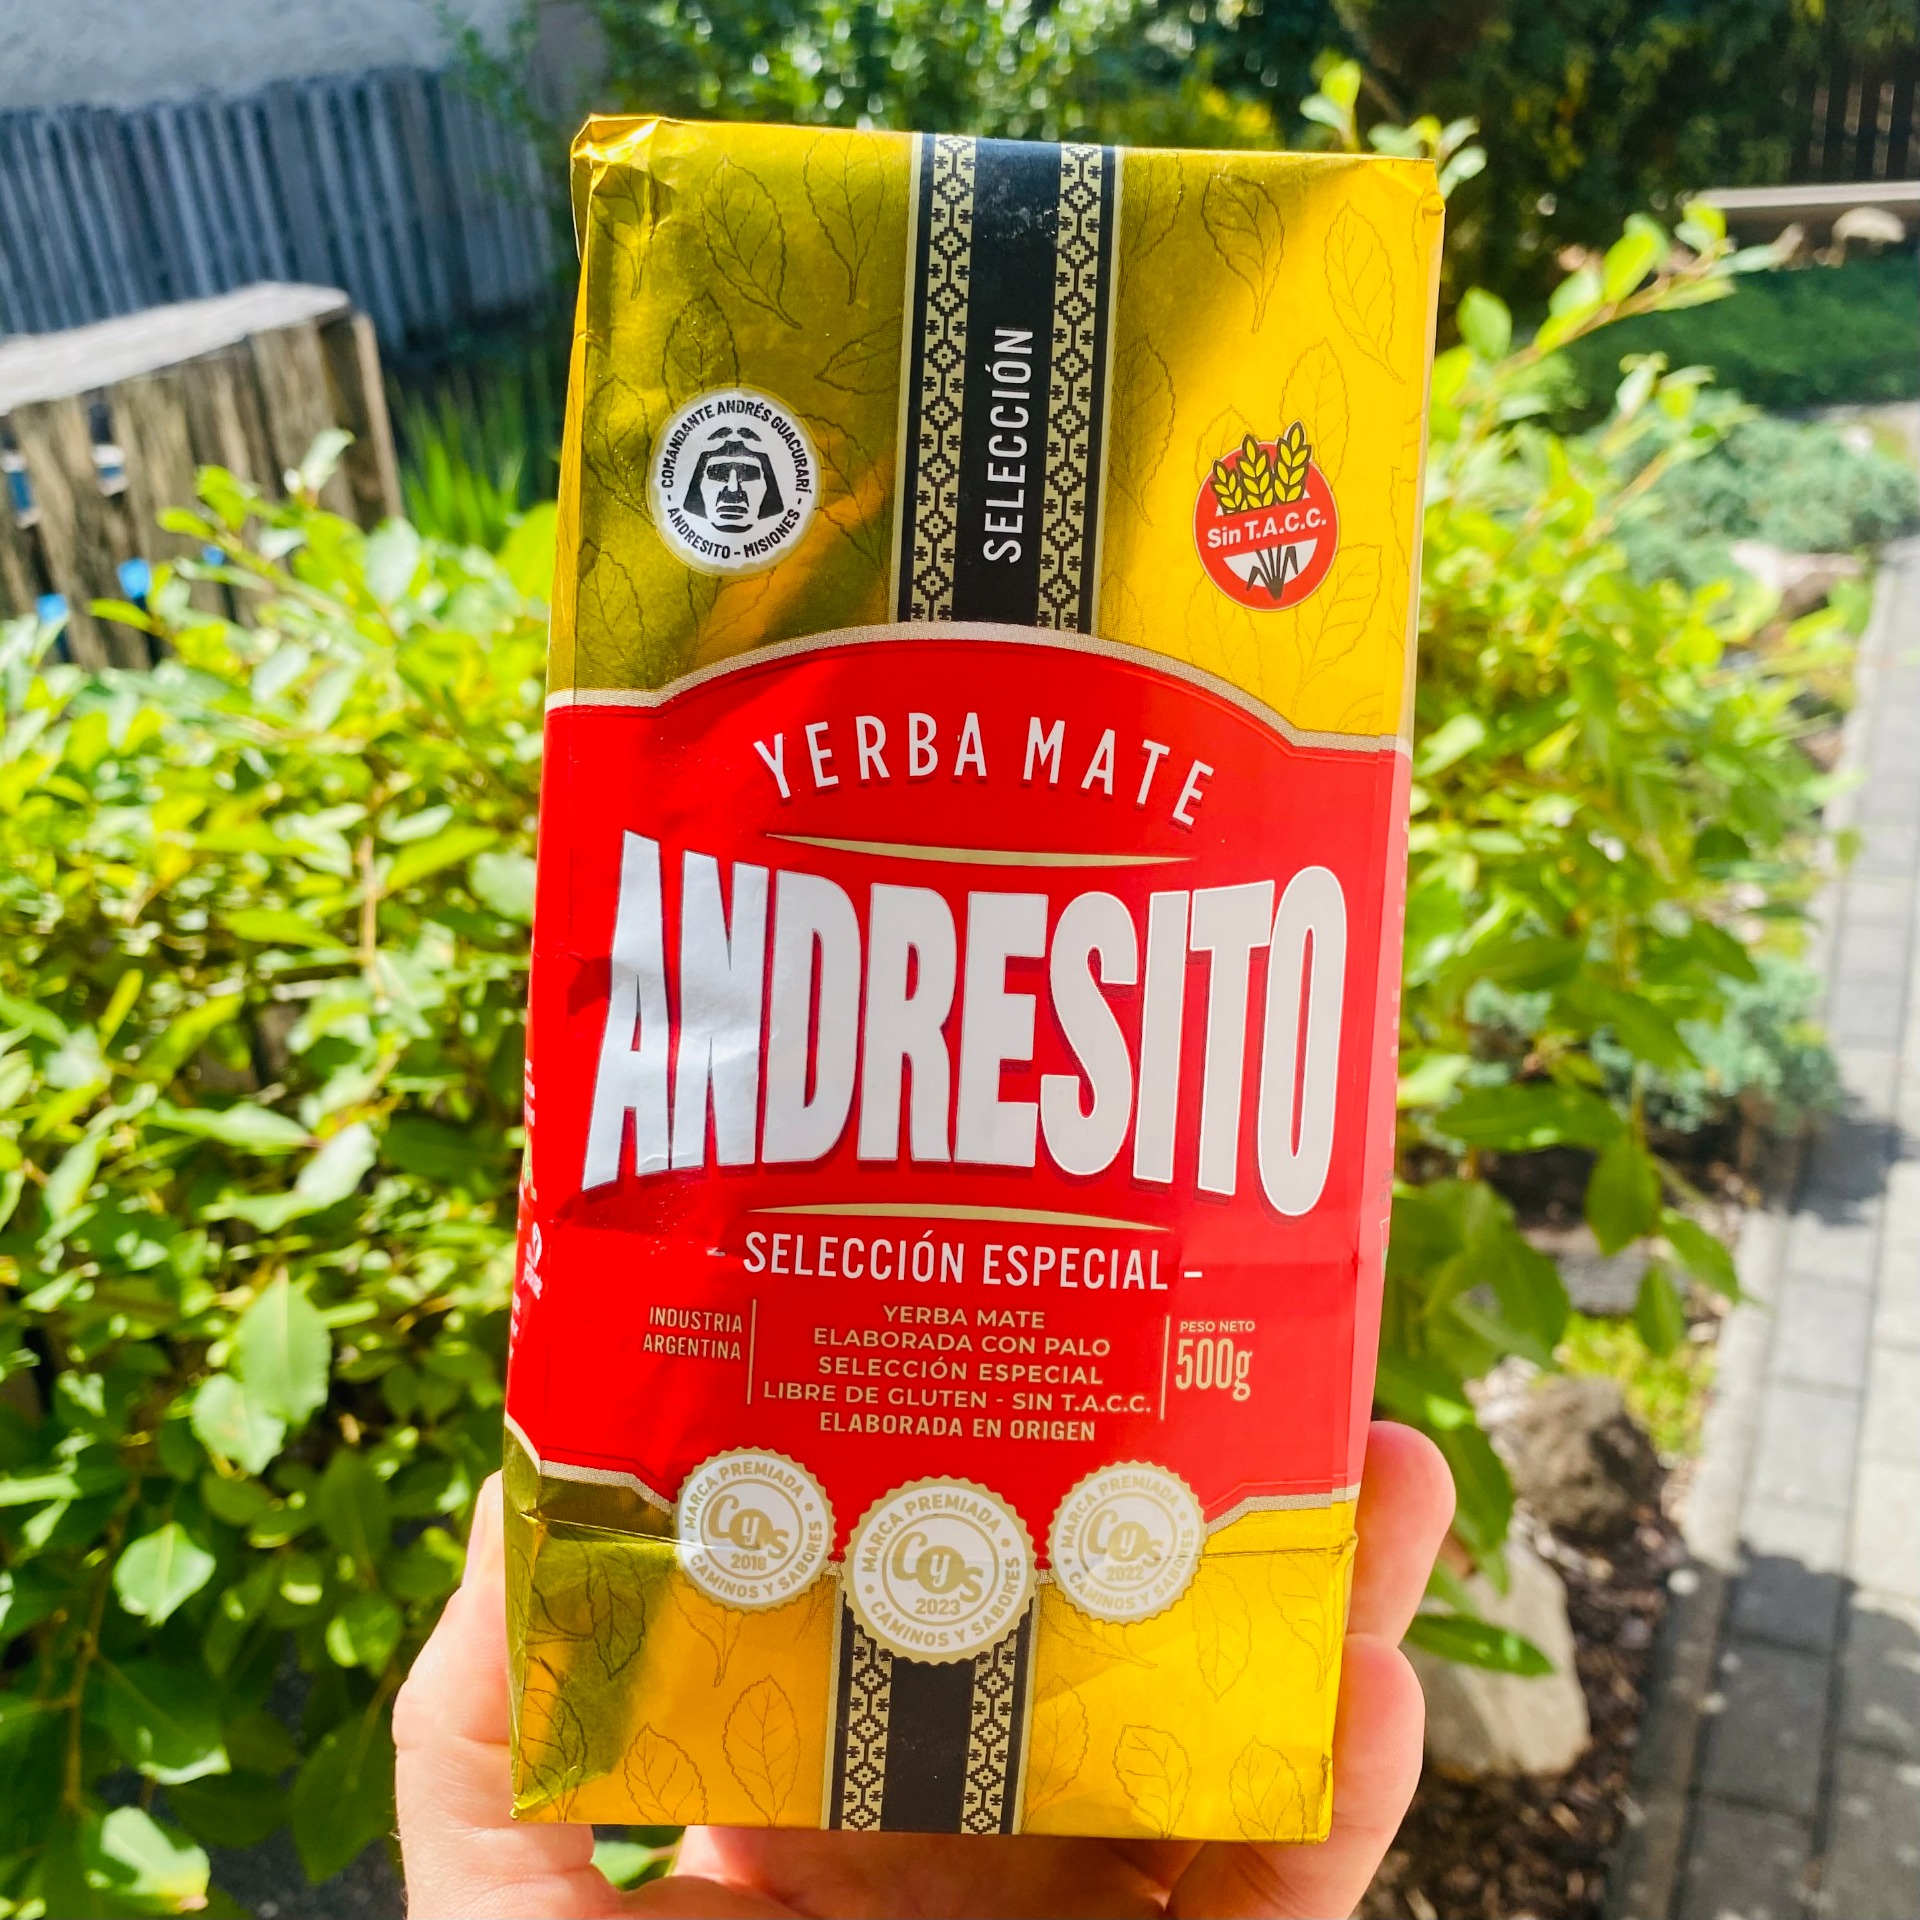 SELECCIÓN
- COMANDANTE ANDRÉS GUACURARÍ -
ANDRESITO - MISIONES
Sin T.A.C.C.
YERBA MATE
ANDRESITO
- SELECCIÓN ESPECIAL -
INDUSTRIA
ARGENTINA
YERBA MATE
ELABORADA CON PALO
SELECCIÓN ESPECIAL
LIBRE DE GLUTEN - SIN T.A.C.C.
ELABORADA EN ORIGEN
PESO NETO
500g
MARCA PREMIADA
CyS
2018
CAMINOS Y SABORES
MARCA PREMIADA
CyS
2023
CAMINOS Y SABORES
MARCA PREMIADA
CyS
2022
CAMINOS Y SABORES